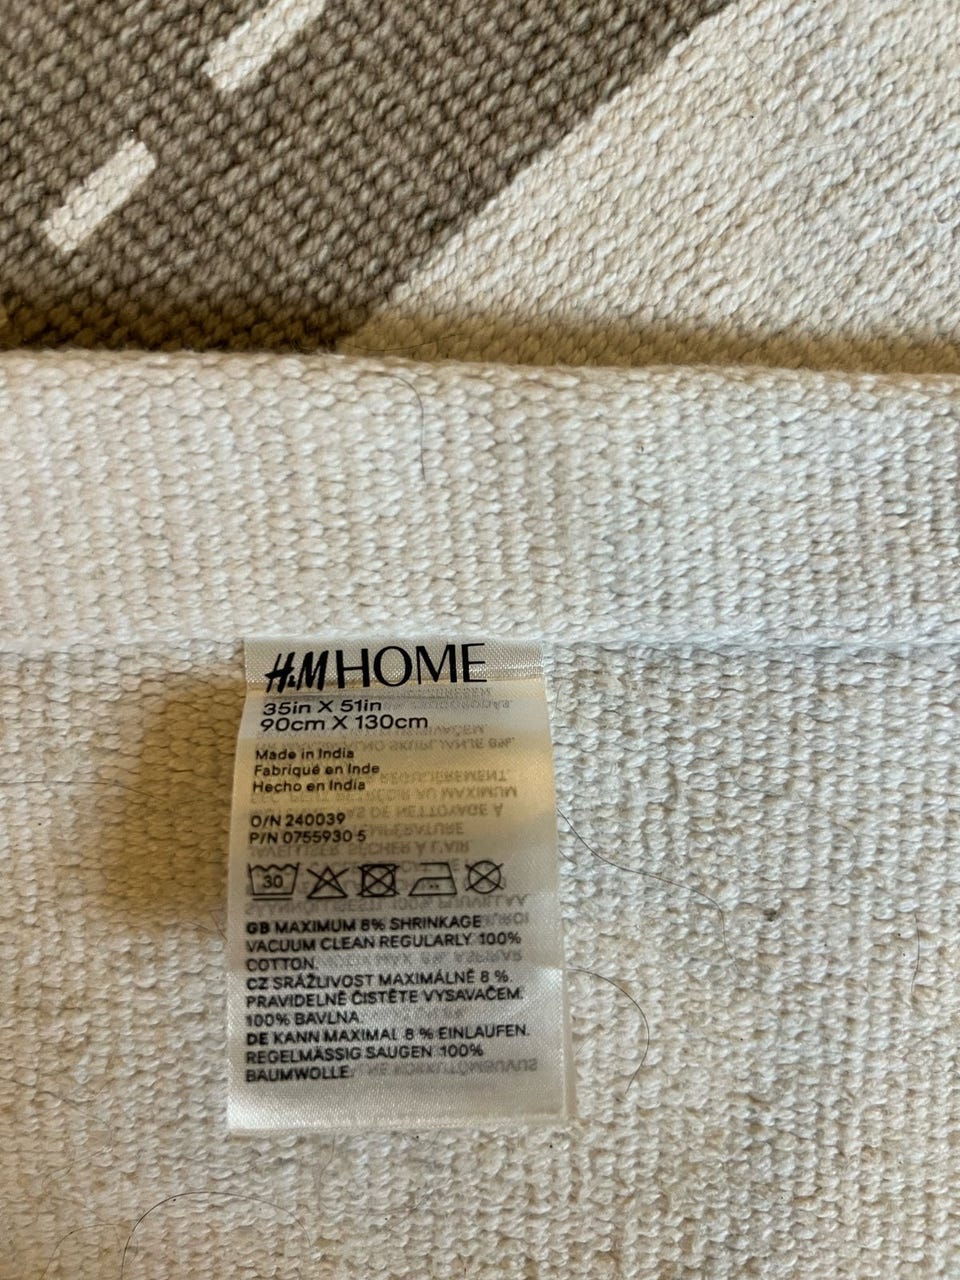 H&M HOME
35in X 51in
90cm X 130cm
Made in India
Fabriqué en Inde
Hecho en India
O/N 240039
P/N 0755930 5
30
GB MAXIMUM 8% SHRINKAGE
VACUUM CLEAN REGULARLY 100%
COTTON.
CZ SRÁŽLIVOST MAXIMÁLNĚ 8 %.
PRAVIDELNĚ ČISTĚTE VYSAVAČEM.
100% BAVLNA
DE KANN MAXIMAL 8 % EINLAUFEN.
REGELMÄSSIG SAUGEN 100%
BAUMWOLLE.